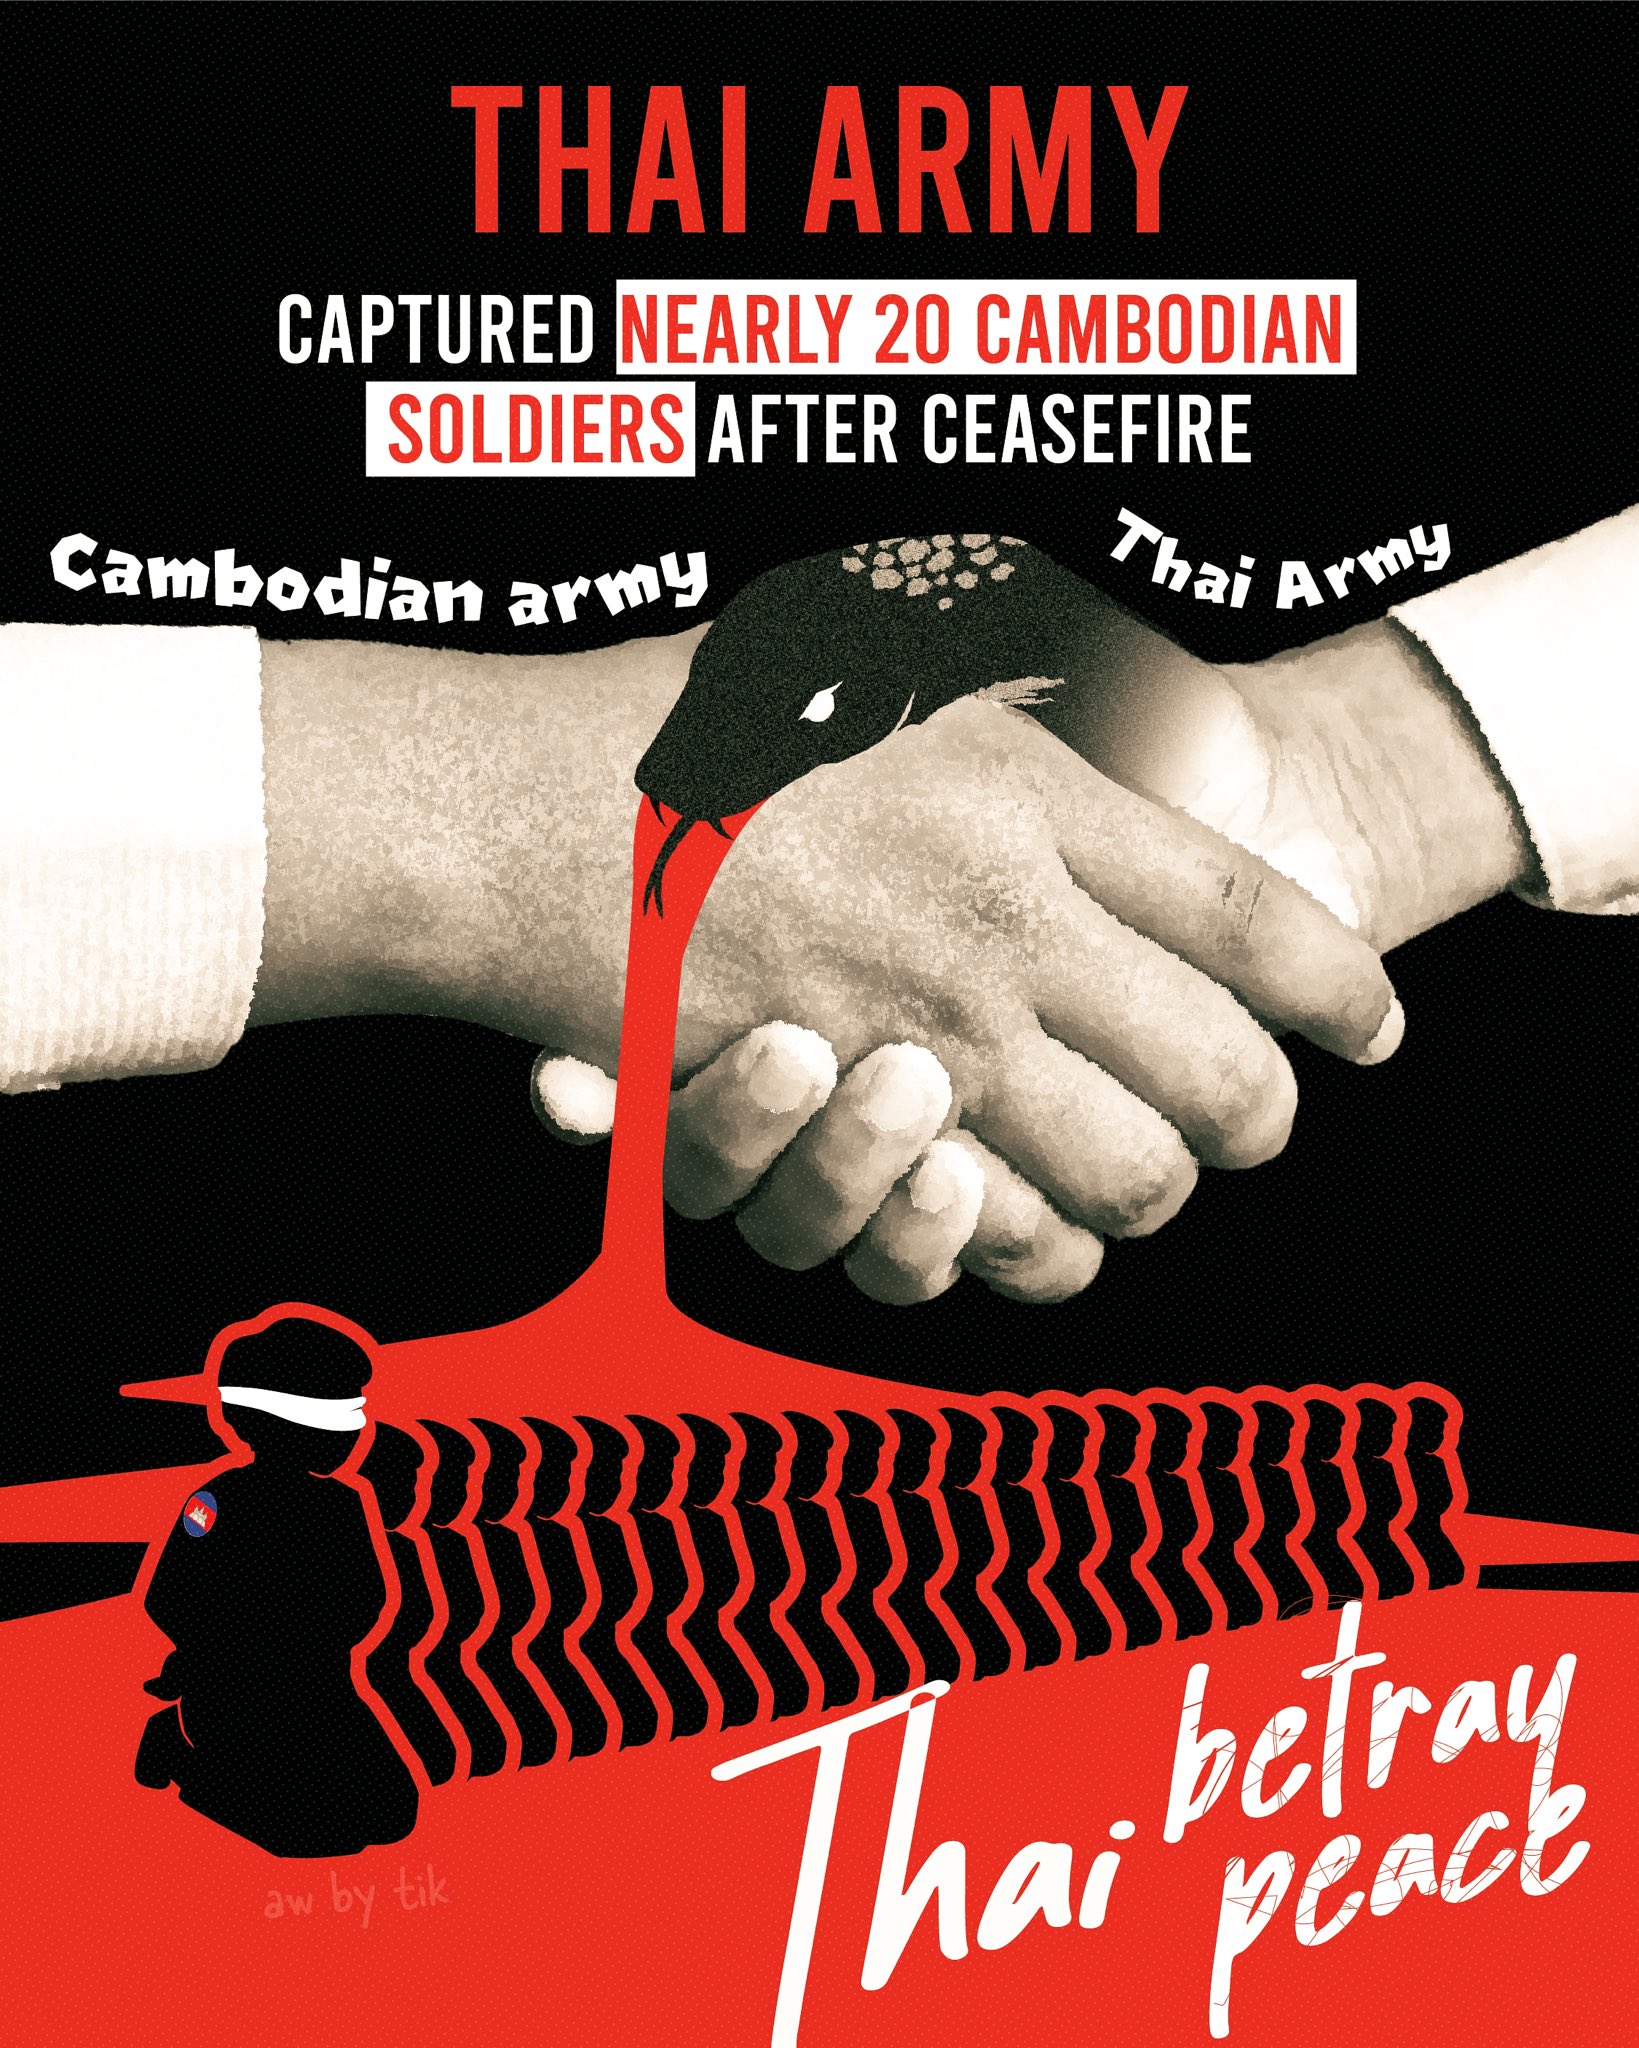 THAI ARMY
CAPTURED NEARLY 20 CAMBODIAN
SOLDIERS AFTER CEASEFIRE
Cambodian army
Thai Army
Thai betray
peace
aw by tik